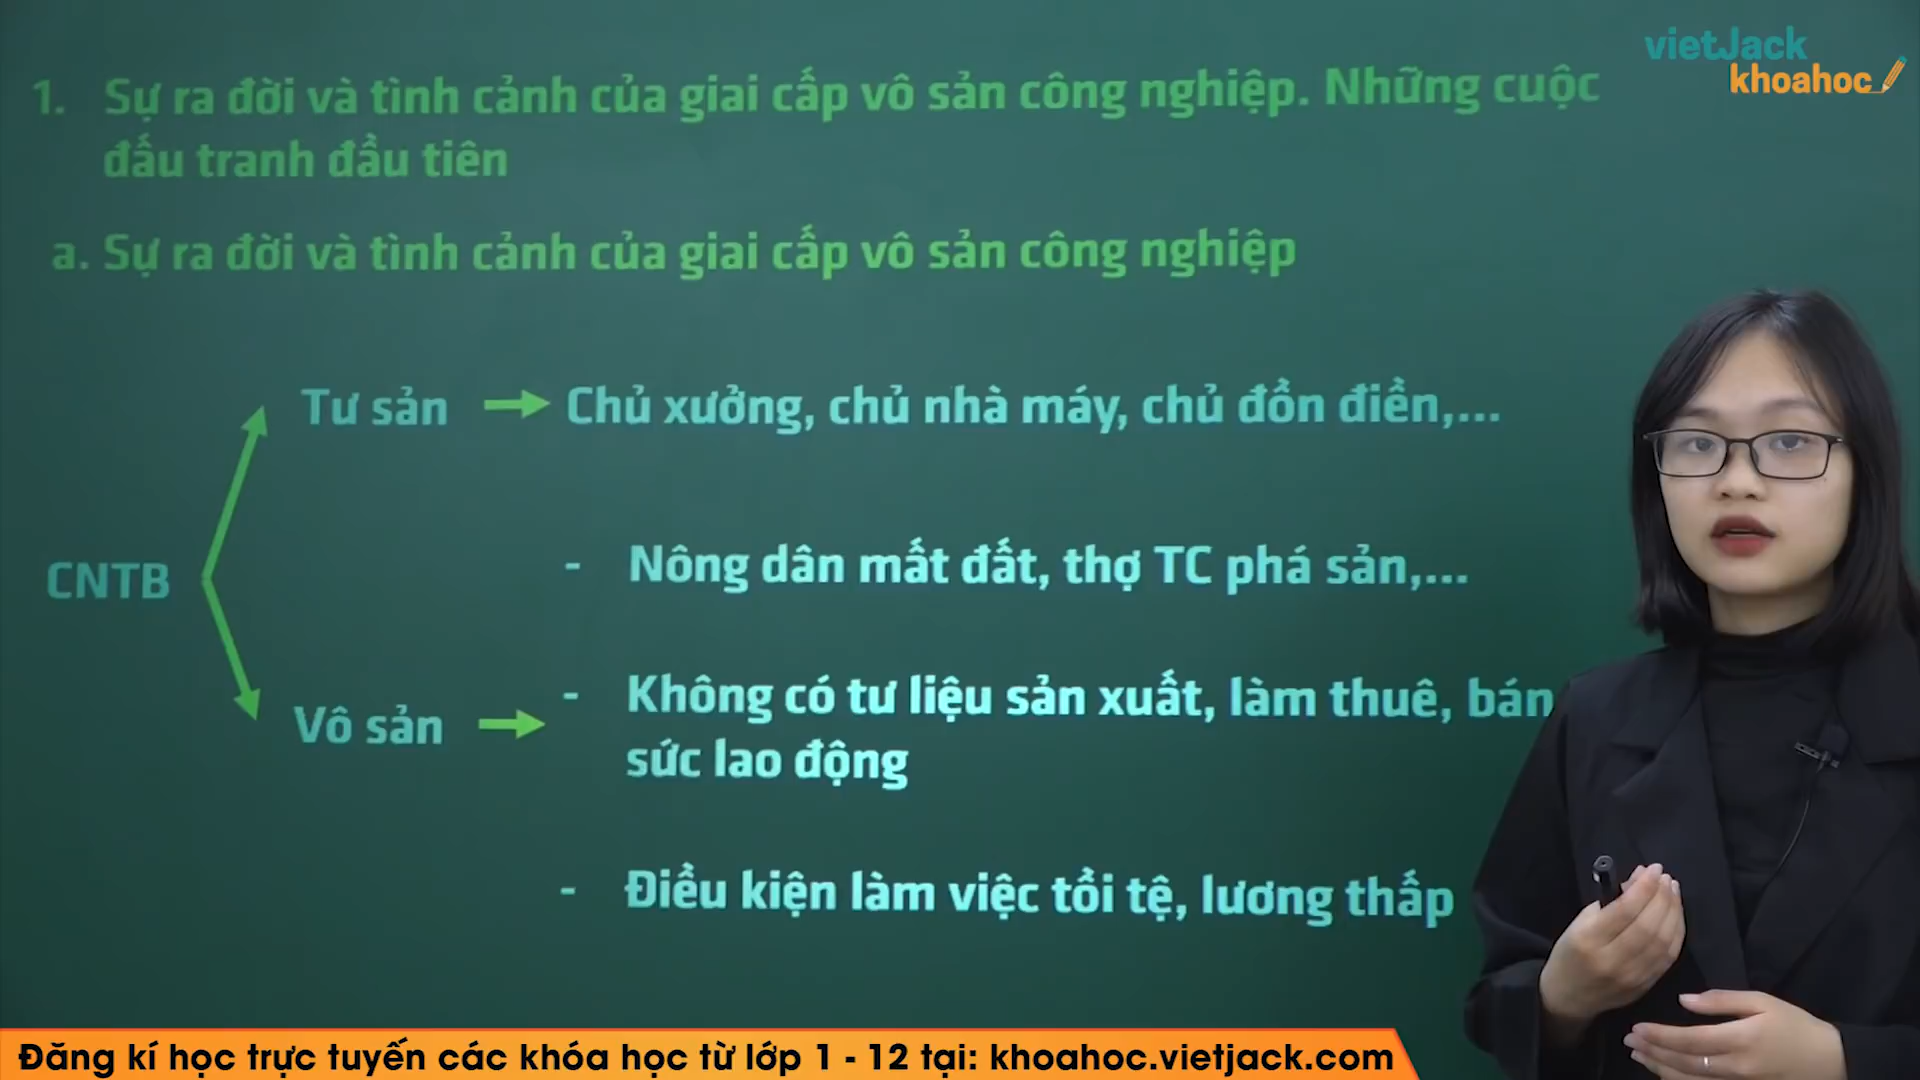 vietJack
khoahoc
1. Sự ra đời và tình cảnh của giai cấp vô sản công nghiệp. Những cuộc
đấu tranh đầu tiên
a. Sự ra đời và tình cảnh của giai cấp vô sản công nghiệp
Tư sản
Chủ xưởng, chủ nhà máy, chủ đồn điền,...
CNTB
- Nông dân mất đất, thợ TC phá sản,...
Vô sản
- Không có tư liệu sản xuất, làm thuê, bán
sức lao động
- Điều kiện làm việc tồi tệ, lương thấp
Đăng kí học trực tuyến các khóa học từ lớp 1 - 12 tại: khoahoc.vietjack.com